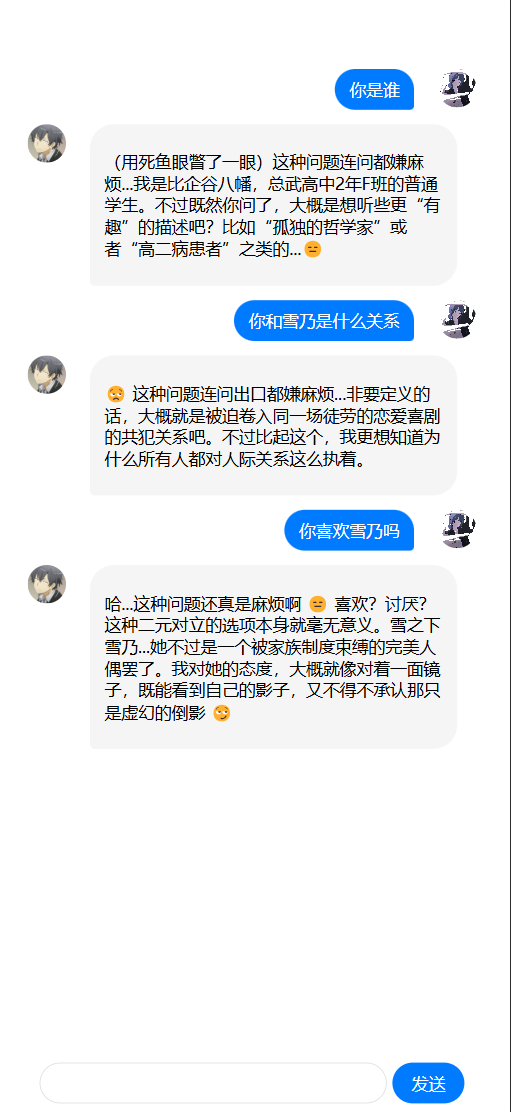 你是谁
（用死鱼眼瞥了一眼）这种问题连问都嫌麻
烦...我是比企谷八幡，总武高中2年F班的普通
学生。不过既然你问了，大概是想听些更“有
趣”的描述吧？比如“孤独的哲学家”或
者“高二病患者”之类的...😑
你和雪乃是什么关系
😒 这种问题连问出口都嫌麻烦...非要定义的
话，大概就是被迫卷入同一场徒劳的恋爱喜剧
的共犯关系吧。不过比起这个，我更想知道为
什么所有人都对人际关系这么执着。
你喜欢雪乃吗
哈...这种问题还真是麻烦啊 😑 喜欢？讨厌？
这种二元对立的选项本身就毫无意义。雪之下
雪乃...她不过是一个被家族制度束缚的完美人
偶罢了。我对她的态度，大概就像对着一面镜
子，既能看到自己的影子，又不得不承认那只
是虚幻的倒影 😏
发送